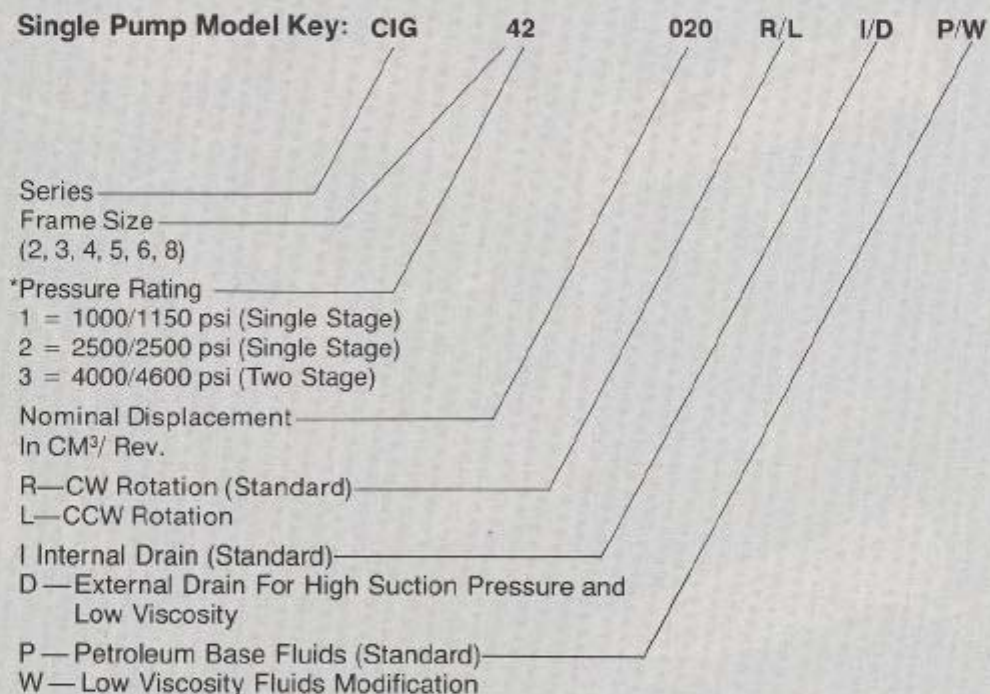 Single Pump Model Key: CIG 42 020 R/L I/D P/W
Series
Frame Size
(2, 3, 4, 5, 6, 8)
*Pressure Rating
1 = 1000/1150 psi (Single Stage)
2 = 2500/2500 psi (Single Stage)
3 = 4000/4600 psi (Two Stage)
Nominal Displacement
In CM³/ Rev.
R—CW Rotation (Standard)
L—CCW Rotation
I Internal Drain (Standard)
D—External Drain For High Suction Pressure and
Low Viscosity
P—Petroleum Base Fluids (Standard)
W—Low Viscosity Fluids Modification